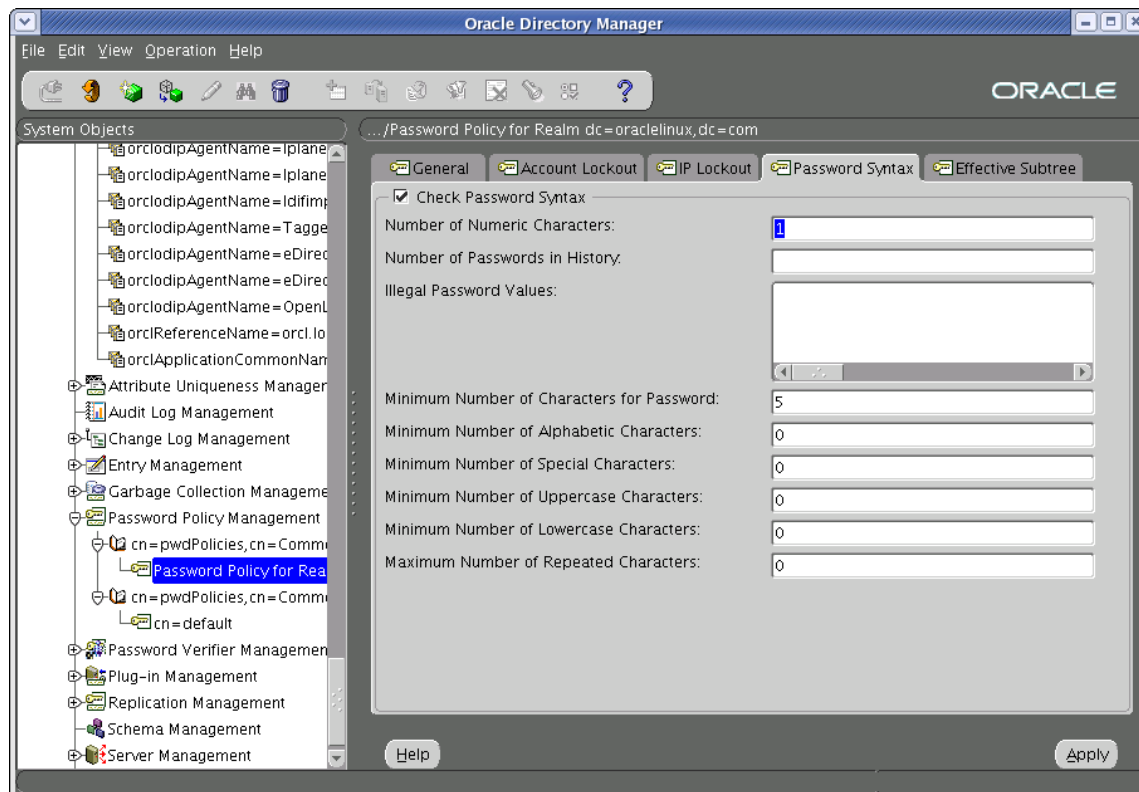 Oracle Directory Manager
File Edit View Operation Help
ORACLE
System Objects
orclodipAgentName=Iplane
orclodipAgentName=Iplane
orclodipAgentName=ldifimp
orclodipAgentName=Tagge
orclodipAgentName=eDirec
orclodipAgentName=eDirec
orclodipAgentName=OpenL
orclReferenceName=orcl.lo
orclApplicationCommonNam
Attribute Uniqueness Manager
Audit Log Management
Change Log Management
Entry Management
Garbage Collection Manageme
Password Policy Management
cn=pwdPolicies,cn=Commo
Password Policy for Rea
cn=pwdPolicies,cn=Commo
cn=default
Password Verifier Managemen
Plug-in Management
Replication Management
Schema Management
Server Management
.../Password Policy for Realm dc=oraclelinux,dc=com
General Account Lockout IP Lockout Password Syntax Effective Subtree
Check Password Syntax
Number of Numeric Characters: 1
Number of Passwords in History:
Illegal Password Values:
Minimum Number of Characters for Password: 5
Minimum Number of Alphabetic Characters: 0
Minimum Number of Special Characters: 0
Minimum Number of Uppercase Characters: 0
Minimum Number of Lowercase Characters: 0
Maximum Number of Repeated Characters: 0
Help Apply